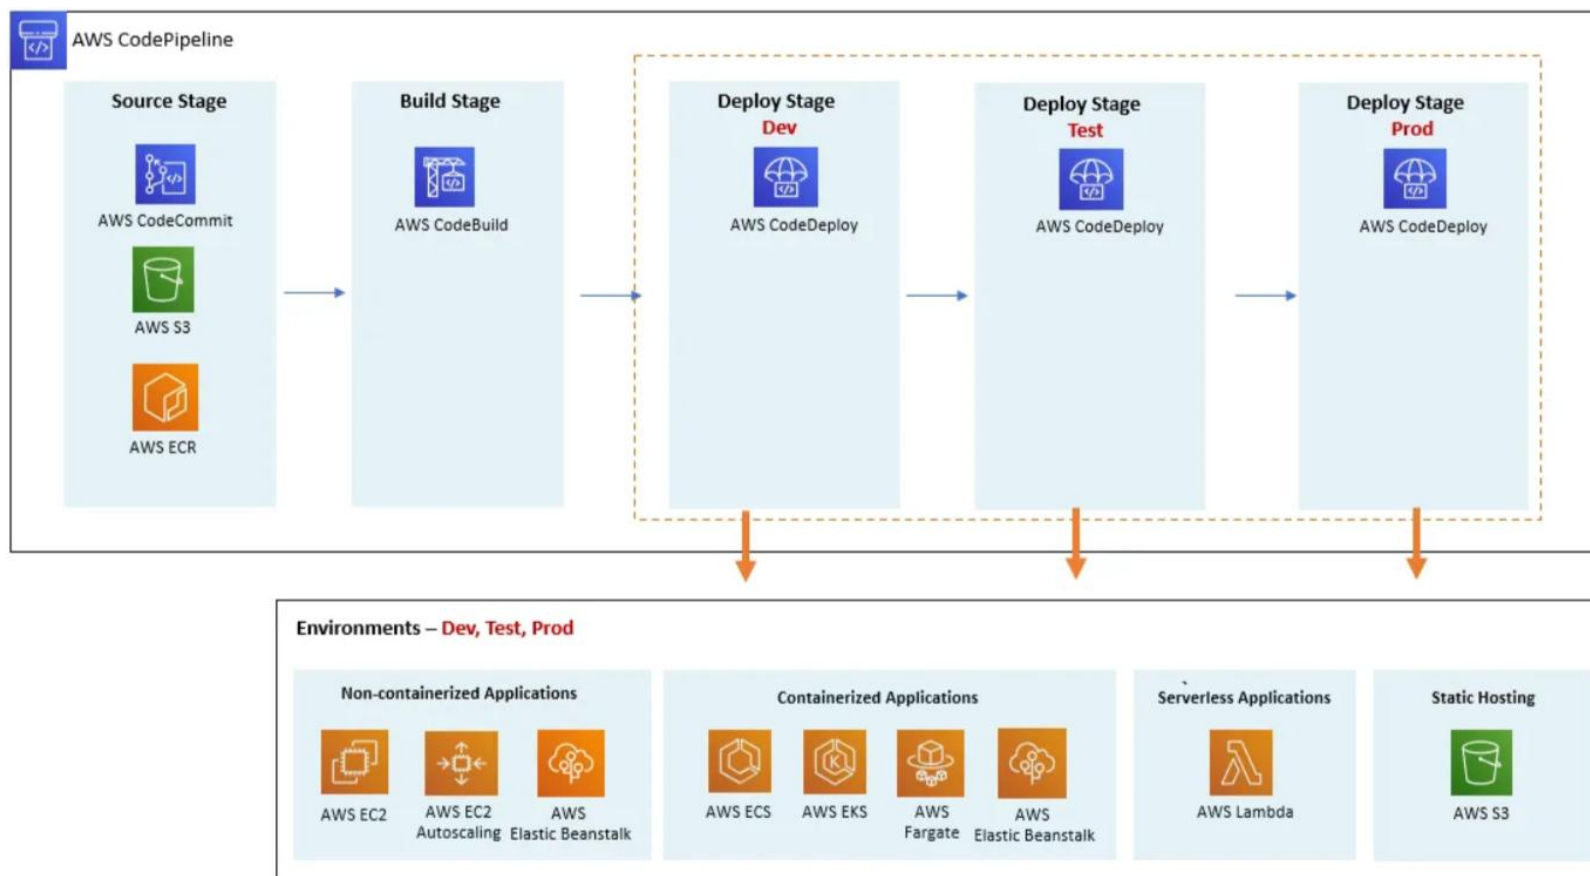 AWS CodePipeline
Source Stage
AWS CodeCommit
AWS S3
AWS ECR
Build Stage
AWS CodeBuild
Deploy Stage
Dev
AWS CodeDeploy
Deploy Stage
Test
AWS CodeDeploy
Deploy Stage
Prod
AWS CodeDeploy
Environments – Dev, Test, Prod
Non-containerized Applications
AWS EC2
AWS EC2
Autoscaling
AWS
Elastic Beanstalk
Containerized Applications
AWS ECS
AWS EKS
AWS
Fargate
AWS
Elastic Beanstalk
Serverless Applications
AWS Lambda
Static Hosting
AWS S3